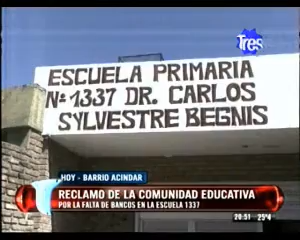 Tres
ESCUELA PRIMARIA
Nº 1337 DR. CARLOS
SYLVESTRE BEGNIS
HOY - BARRIO ACINDAR
RECLAMO DE LA COMUNIDAD EDUCATIVA
POR LA FALTA DE BANCOS EN LA ESCUELA 1337
20:51 25°4